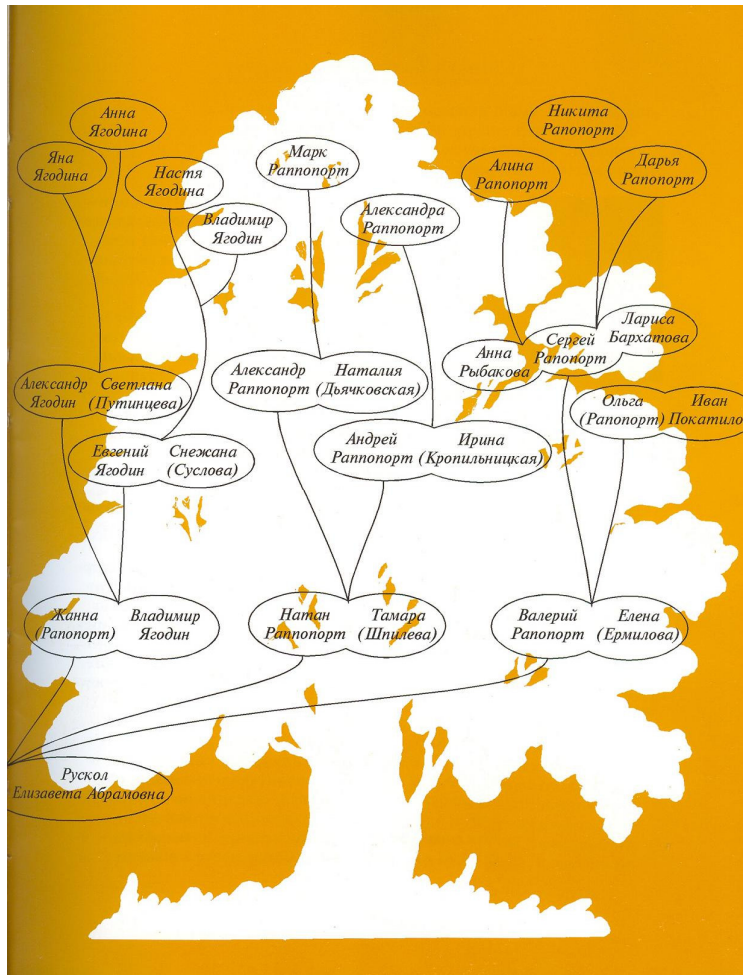 Анна
Ягодина
Яна
Ягодина
Настя
Ягодина
Владимир
Ягодин
Марк
Раппопорт
Александра
Раппопорт
Алина
Рапопорт
Никита
Рапопорт
Дарья
Рапопорт
Александр
Ягодин
Светлана
(Путинцева)
Евгений
Ягодин
Снежана
(Суслова)
Александр
Раппопорт
Наталия
(Дьячковская)
Андрей
Раппопорт
Ирина
(Кропильницкая)
Анна
Рыбакова
Сергей
Рапопорт
Лариса
Бархатова
Ольга
(Рапопорт)
Иван
Покатило
Жанна
(Рапопорт)
Владимир
Ягодин
Натан
Раппопорт
Тамара
(Шпилева)
Валерий
Рапопорт
Елена
(Ермилова)
Рускол
Елизавета Абрамовна